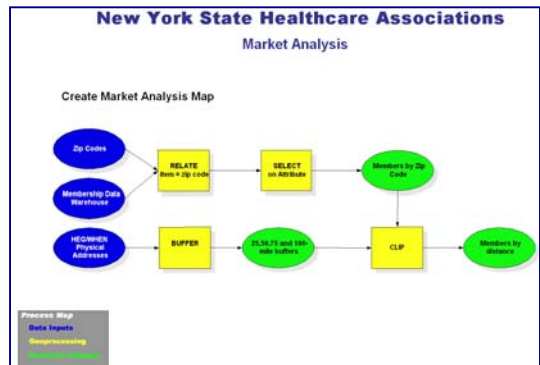 New York State Healthcare Associations
Market Analysis
Create Market Analysis Map
Zip Codes
Membership Data
Warehouse
HEG/WHEN
Physical
Addresses
RELATE
item = zip code
SELECT
on Attribute
Members by Zip
Code
BUFFER
25,50,75 and 100-
mile buffers
CLIP
Members by
distance
Process Map
Data Inputs
Geoprocessing